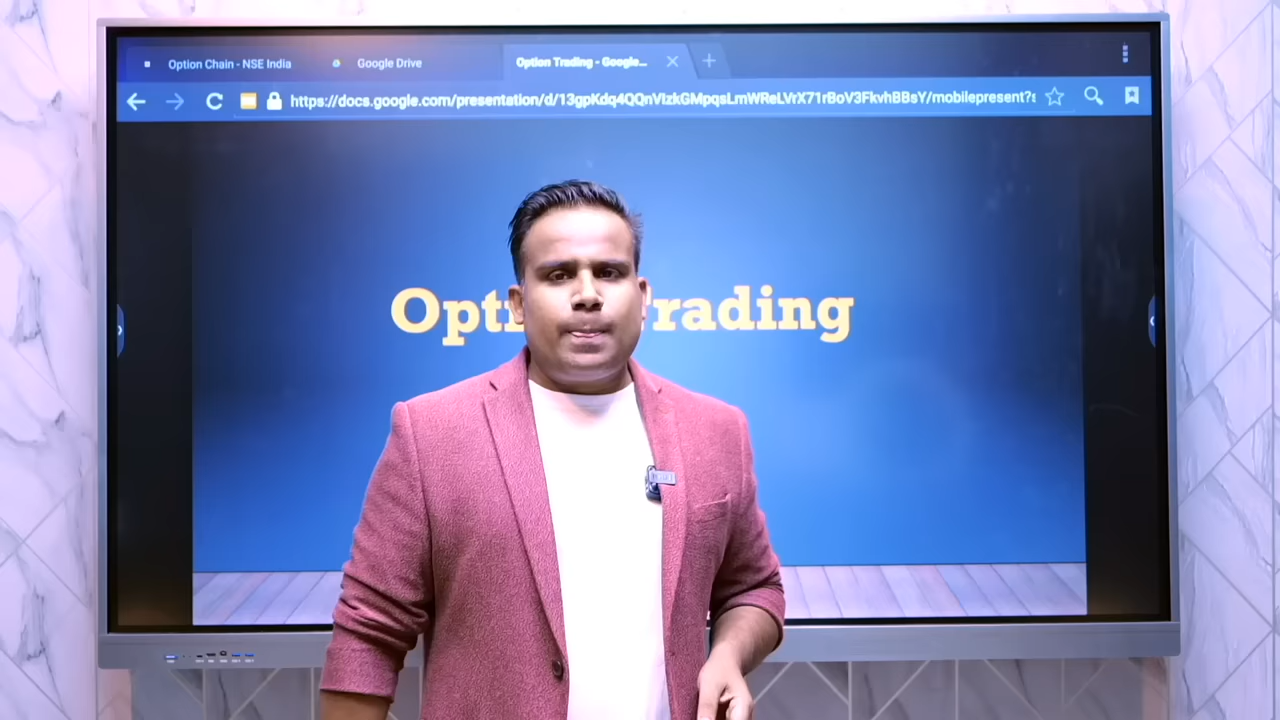 Option Chain - NSE India
Google Drive
Option Trading - Google...
https://docs.google.com/presentation/d/13gpKdq4QQnVIzkGMpqsLmWReLVrX71rBoV3FkvhBBsY/mobilepresent?s
Opti rading